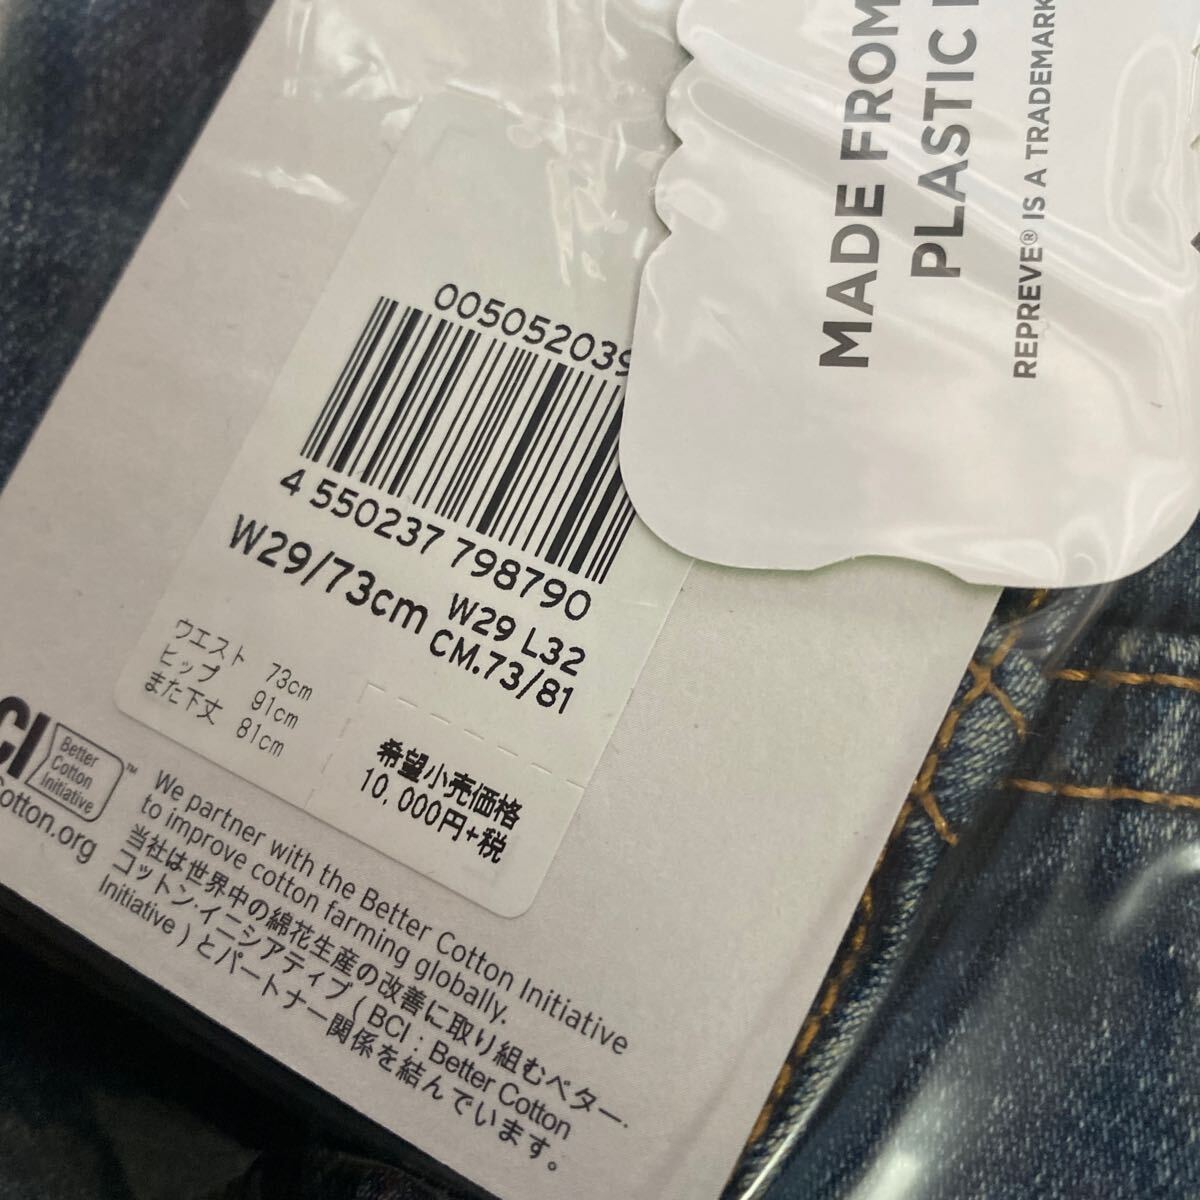 MADE FROM
PLASTIC
REPREVE® IS A TRADEMARK
005052039
4 550237 798790
W29/73cm
W29 L32
CM.73/81
ウエスト 73cm
ヒップ 91cm
また下丈 81cm
希望小売価格
10,000円+税
CI
Better
Cotton
Initiative
™
Cotton.org
We partner with the Better Cotton Initiative
to improve cotton farming globally.
当社は世界中の綿花生産の改善に取り組むベター・
コットン・イニシアティブ ( BCI : Better Cotton
Initiative ) とパートナー関係を結んでいます。